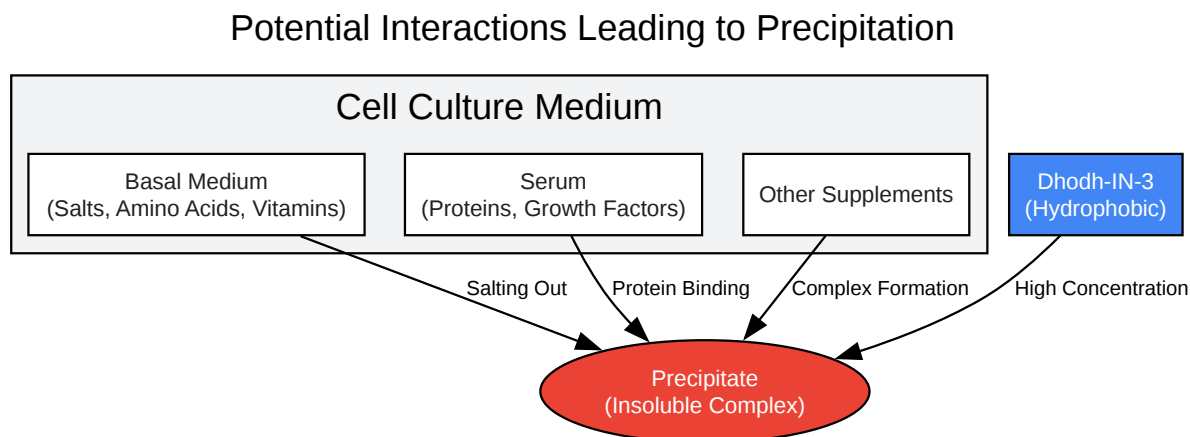 Potential Interactions Leading to Precipitation
Cell Culture Medium
Basal Medium
(Salts, Amino Acids, Vitamins)
Serum
(Proteins, Growth Factors)
Other Supplements
Dhodh-IN-3
(Hydrophobic)
Salting Out
Protein Binding
Complex Formation
High Concentration
Precipitate
(Insoluble Complex)